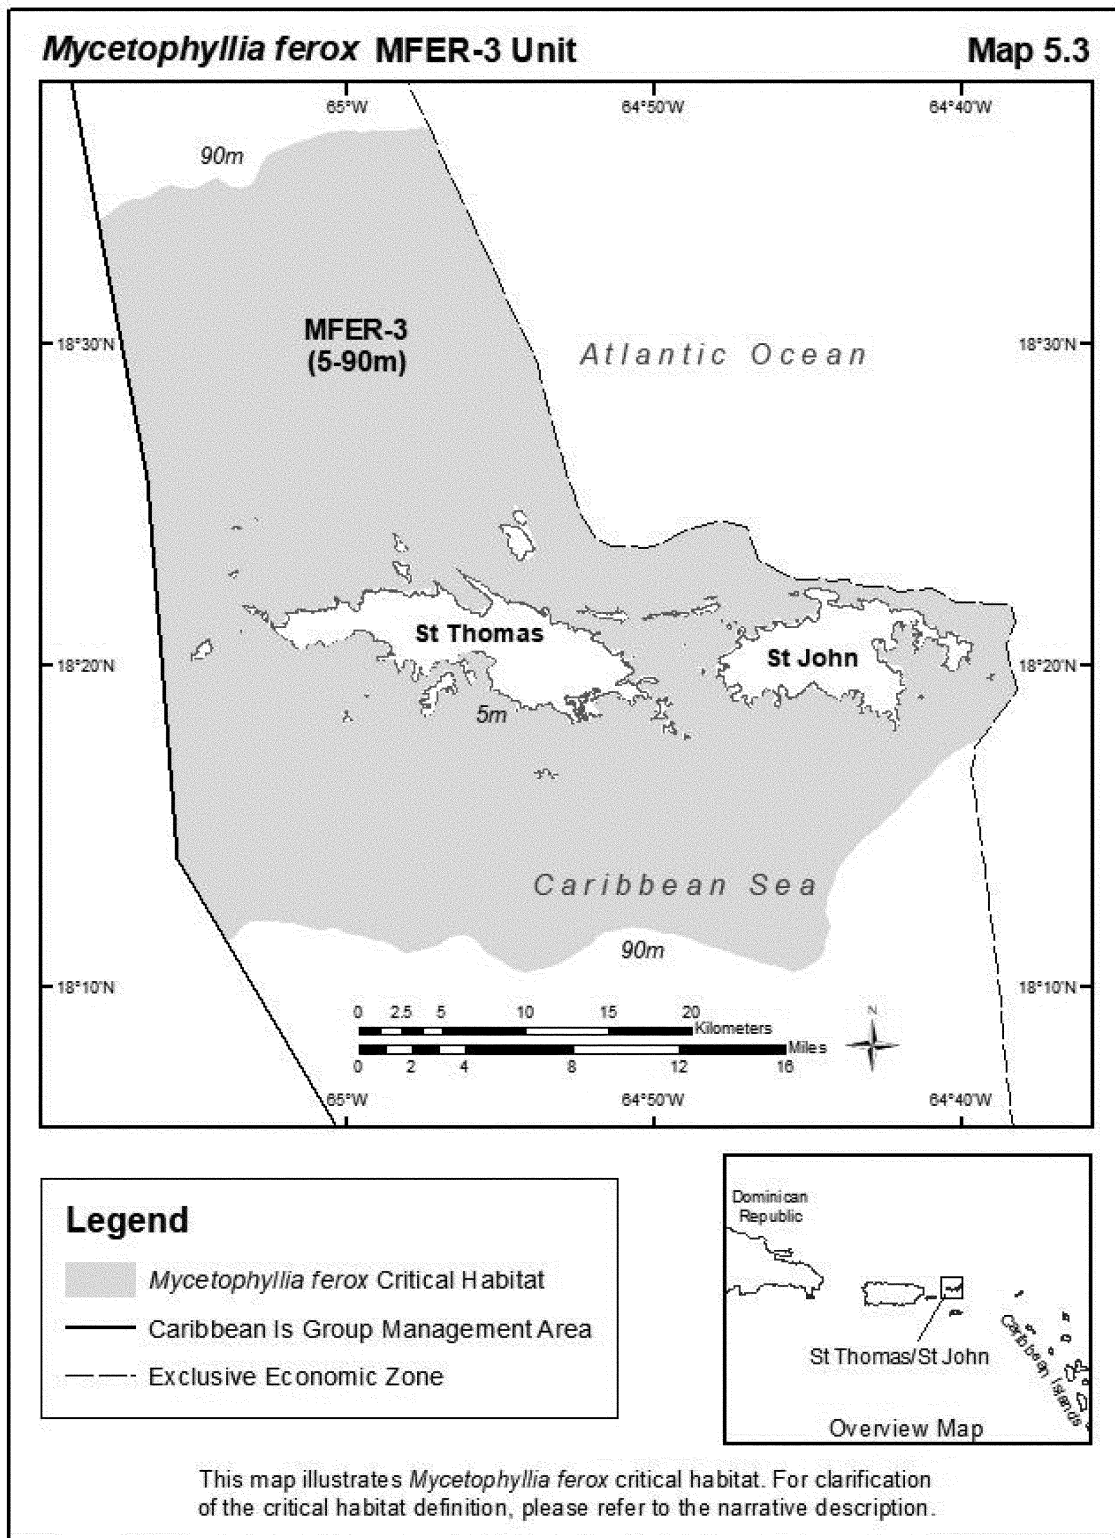 Mycetophyllia ferox MFER-3 Unit
Map 5.3
65°W
64°50'W
64°40'W
90m
MFER-3
(5-90m)
18°30'N
18°30'N
Atlantic Ocean
St Thomas
St John
18°20'N
18°20'N
5m
Caribbean Sea
90m
18°10'N
18°10'N
0 2.5 5 10 15 20
Kilometers
Miles
0 2 4 8 12 16
N
65°W
64°50'W
64°40'W
Legend
Mycetophyllia ferox Critical Habitat
Caribbean Is Group Management Area
Exclusive Economic Zone
Dominican
Republic
St Thomas/St John
Caribbean Islands
Overview Map
This map illustrates Mycetophyllia ferox critical habitat. For clarification
of the critical habitat definition, please refer to the narrative description.